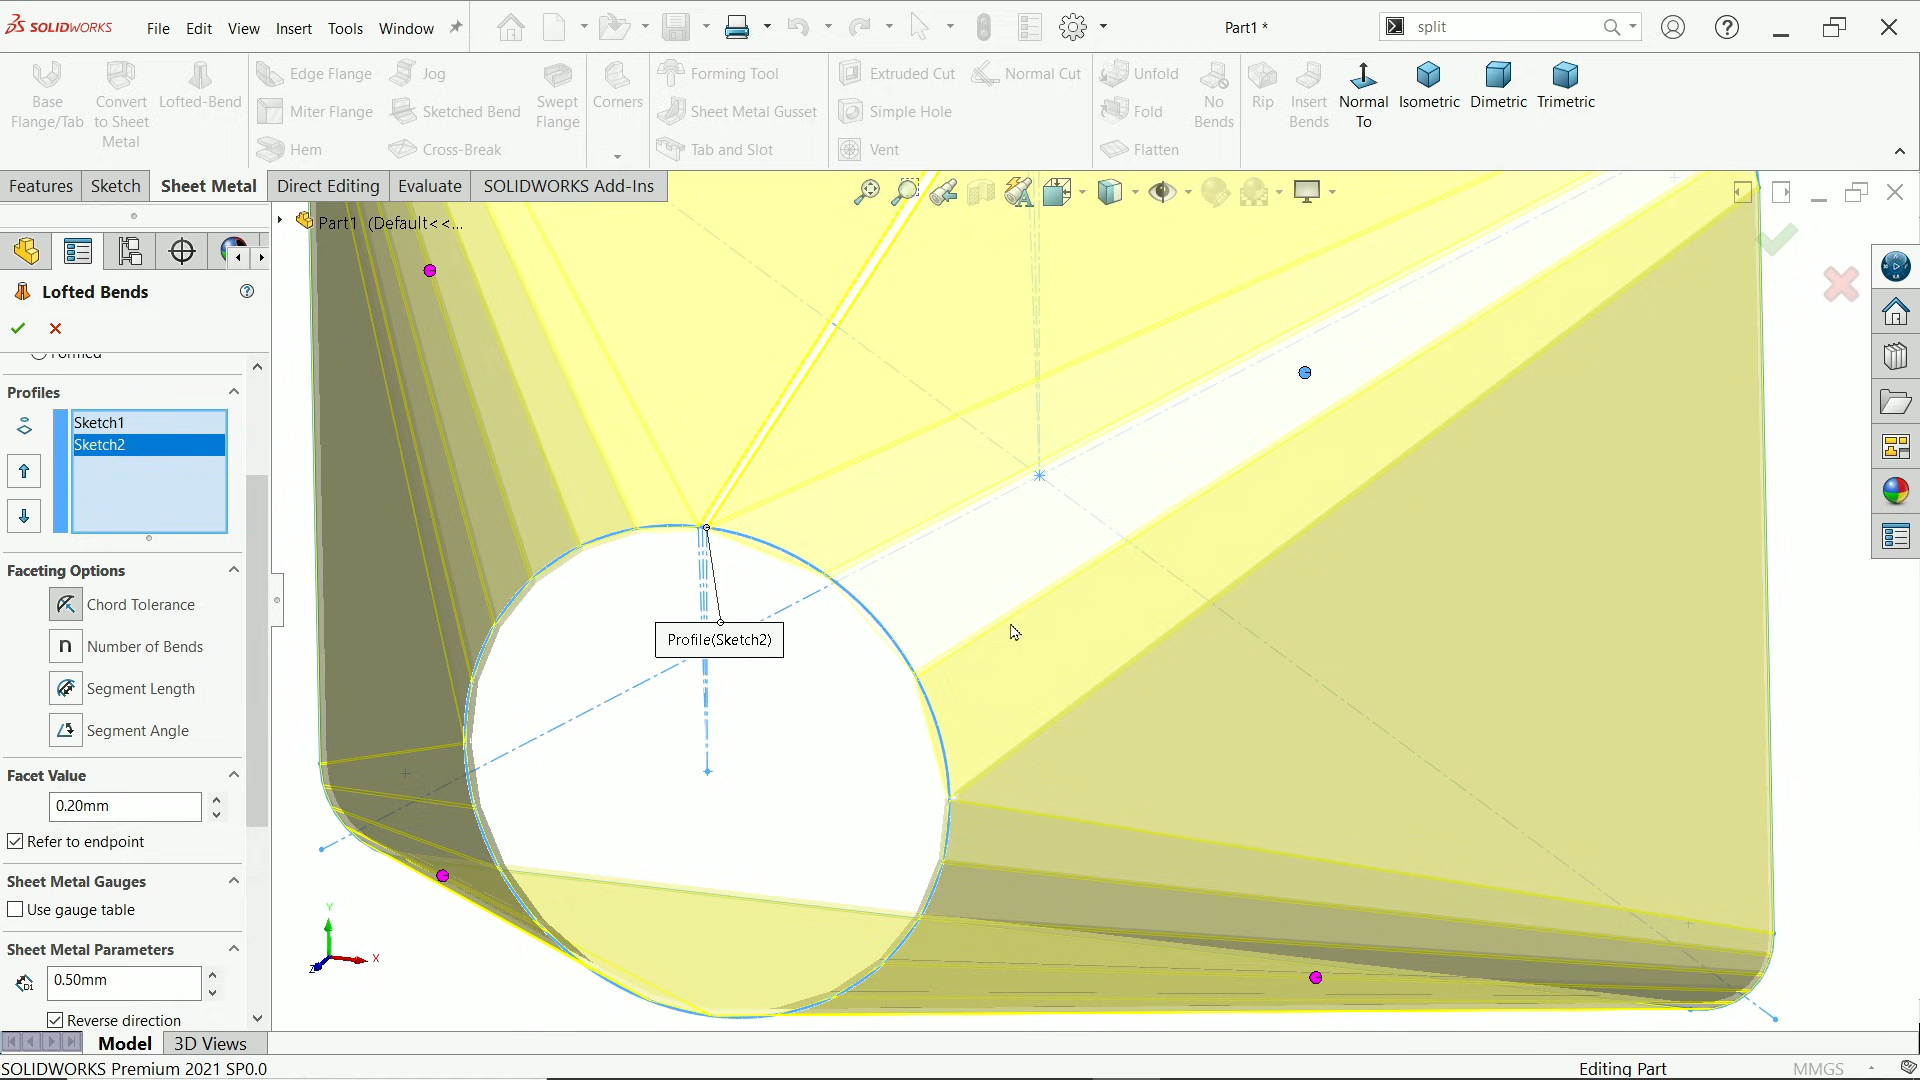 SOLIDWORKS
File Edit View Insert Tools Window
Part1 *
split
Base Flange/Tab
Convert to Sheet Metal
Lofted-Bend
Edge Flange
Miter Flange
Hem
Jog
Sketched Bend
Cross-Break
Swept Flange
Corners
Forming Tool
Sheet Metal Gusset
Tab and Slot
Extruded Cut
Simple Hole
Vent
Normal Cut
Unfold
Fold
Flatten
No Bends
Rip
Insert Bends
Normal To
Isometric
Dimetric
Trimetric
Features Sketch Sheet Metal Direct Editing Evaluate SOLIDWORKS Add-Ins
Part1 (Default<<...
Lofted Bends
Formed
Profiles
Sketch1
Sketch2
Faceting Options
Chord Tolerance
n Number of Bends
Segment Length
Segment Angle
Facet Value
0.20mm
Refer to endpoint
Sheet Metal Gauges
Use gauge table
Sheet Metal Parameters
0.50mm
Reverse direction
Profile(Sketch2)
Y
X
Z
Model 3D Views
SOLIDWORKS Premium 2021 SP0.0
Editing Part
MMGS